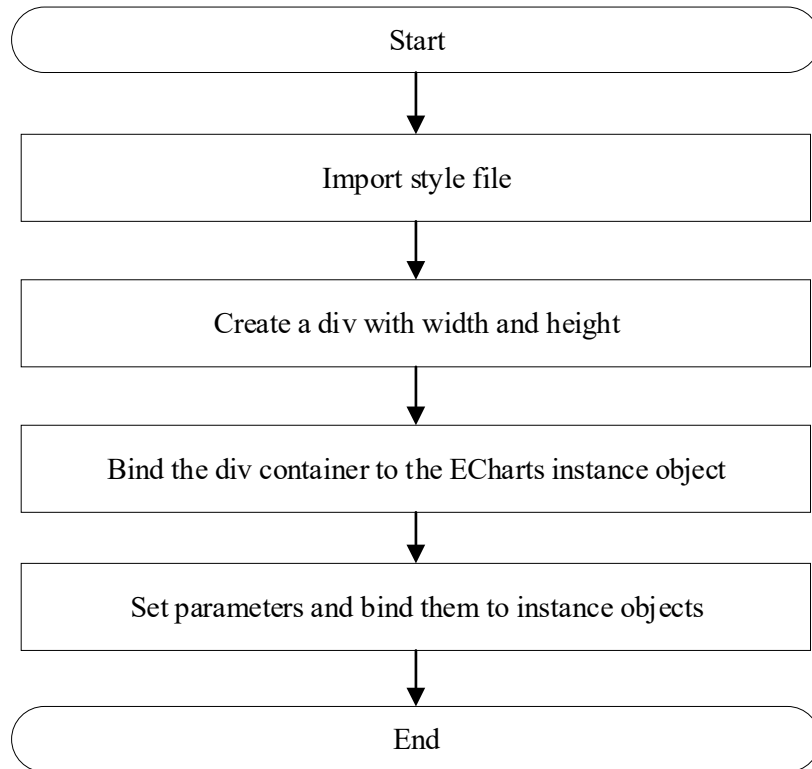 Start
Import style file
Create a div with width and height
Bind the div container to the ECharts instance object
Set parameters and bind them to instance objects
End